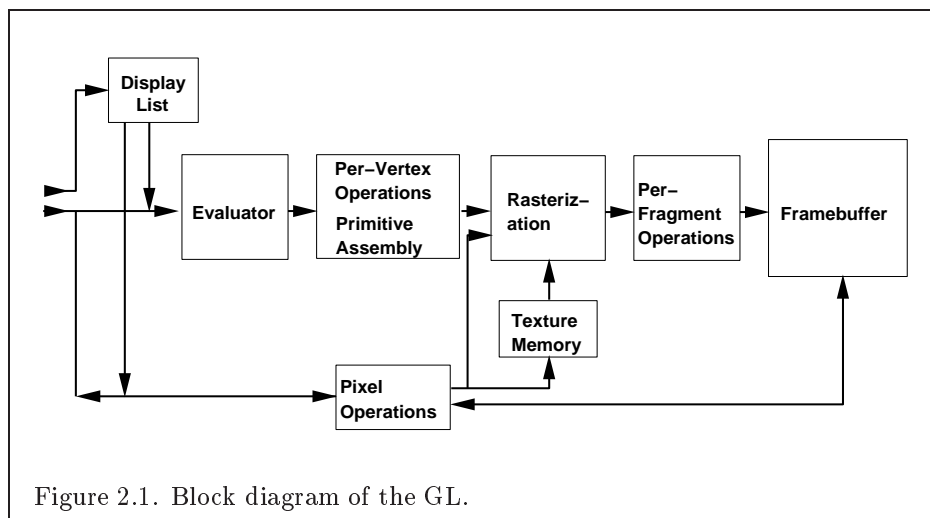 Display
List
Evaluator
Per−Vertex
Operations
Primitive
Assembly
Rasteriz−
ation
Per−
Fragment
Operations
Framebuffer
Texture
Memory
Pixel
Operations
Figure 2.1. Block diagram of the GL.